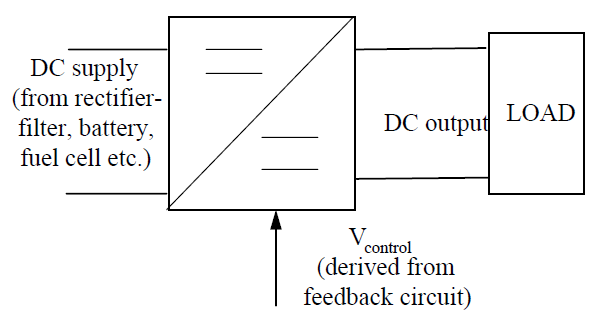 DC supply
(from rectifier-
filter, battery,
fuel cell etc.)
DC output
LOAD
Vcontrol
(derived from
feedback circuit)